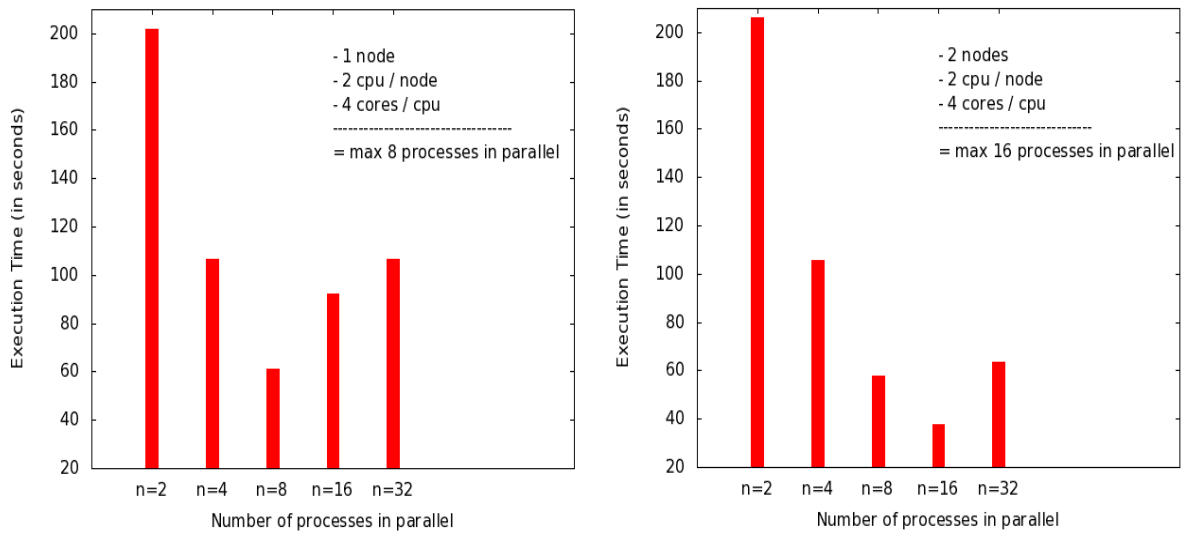 200
180
160
140
120
100
80
60
40
20
Execution Time (in seconds)
- 1 node
- 2 cpu / node
- 4 cores / cpu
-----------------------------------
= max 8 processes in parallel
n=2 n=4 n=8 n=16 n=32
Number of processes in parallel
200
180
160
140
120
100
80
60
40
20
Execution Time (in seconds)
- 2 nodes
- 2 cpu / node
- 4 cores / cpu
------------------------------
= max 16 processes in parallel
n=2 n=4 n=8 n=16 n=32
Number of processes in parallel